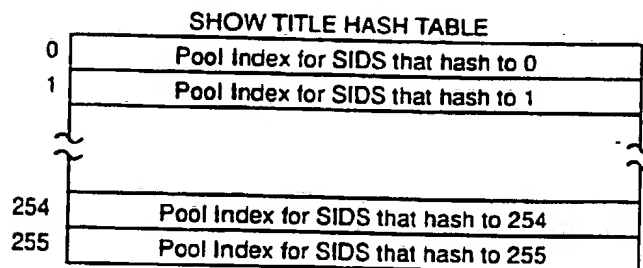 SHOW TITLE HASH TABLE
0 Pool Index for SIDS that hash to 0
1 Pool Index for SIDS that hash to 1
254 Pool Index for SIDS that hash to 254
255 Pool Index for SIDS that hash to 255